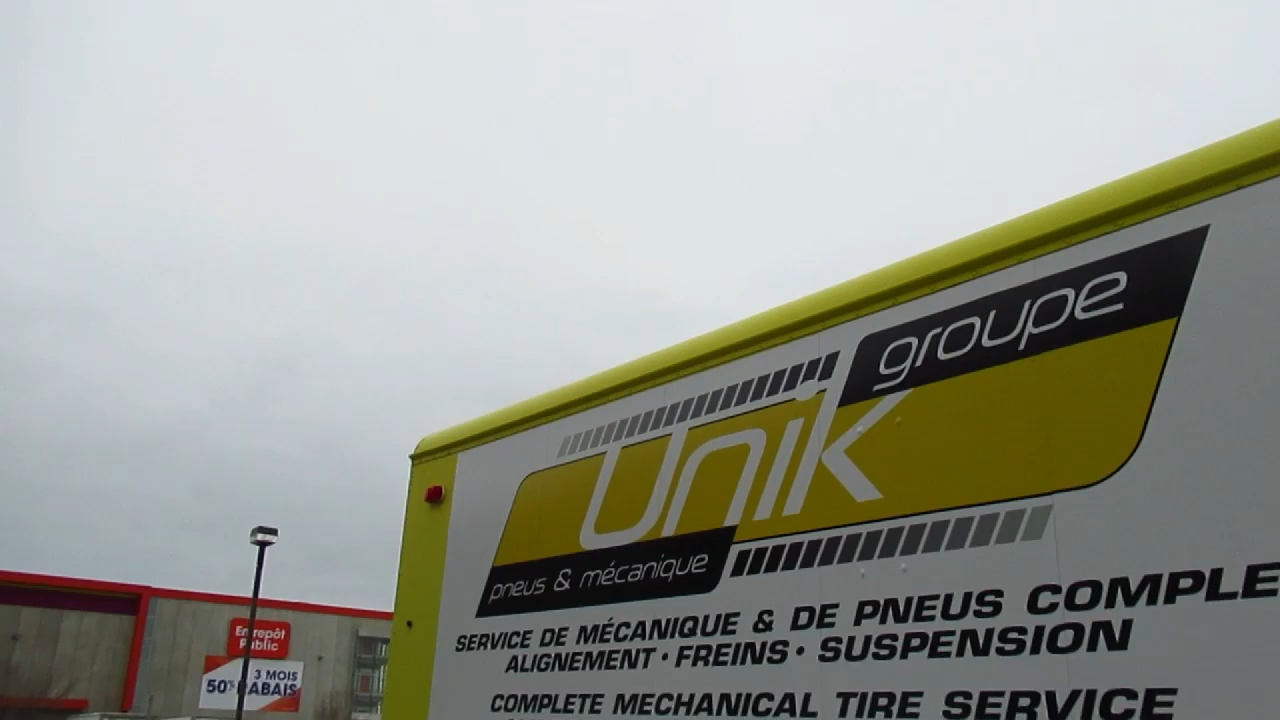 groupe
Unik
pneus & mécanique
SERVICE DE MÉCANIQUE & DE PNEUS COMPLE
ALIGNEMENT • FREINS • SUSPENSION
COMPLETE MECHANICAL TIRE SERVICE
Entrepôt
Public
3 MOIS
50% RABAIS